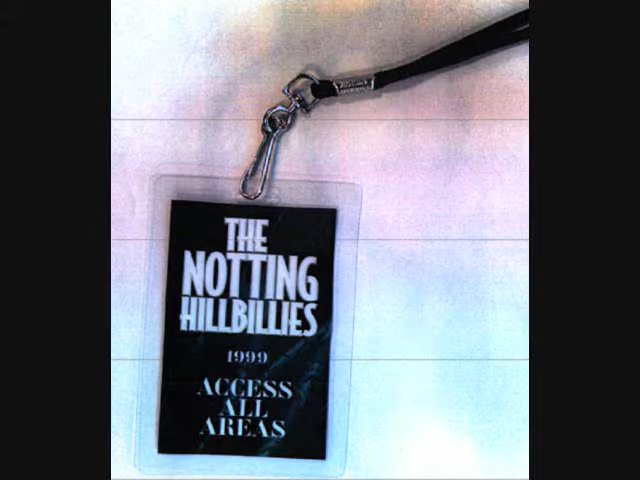 THE
NOTTING
HILLBILLIES
1999
ACCESS
ALL
AREAS